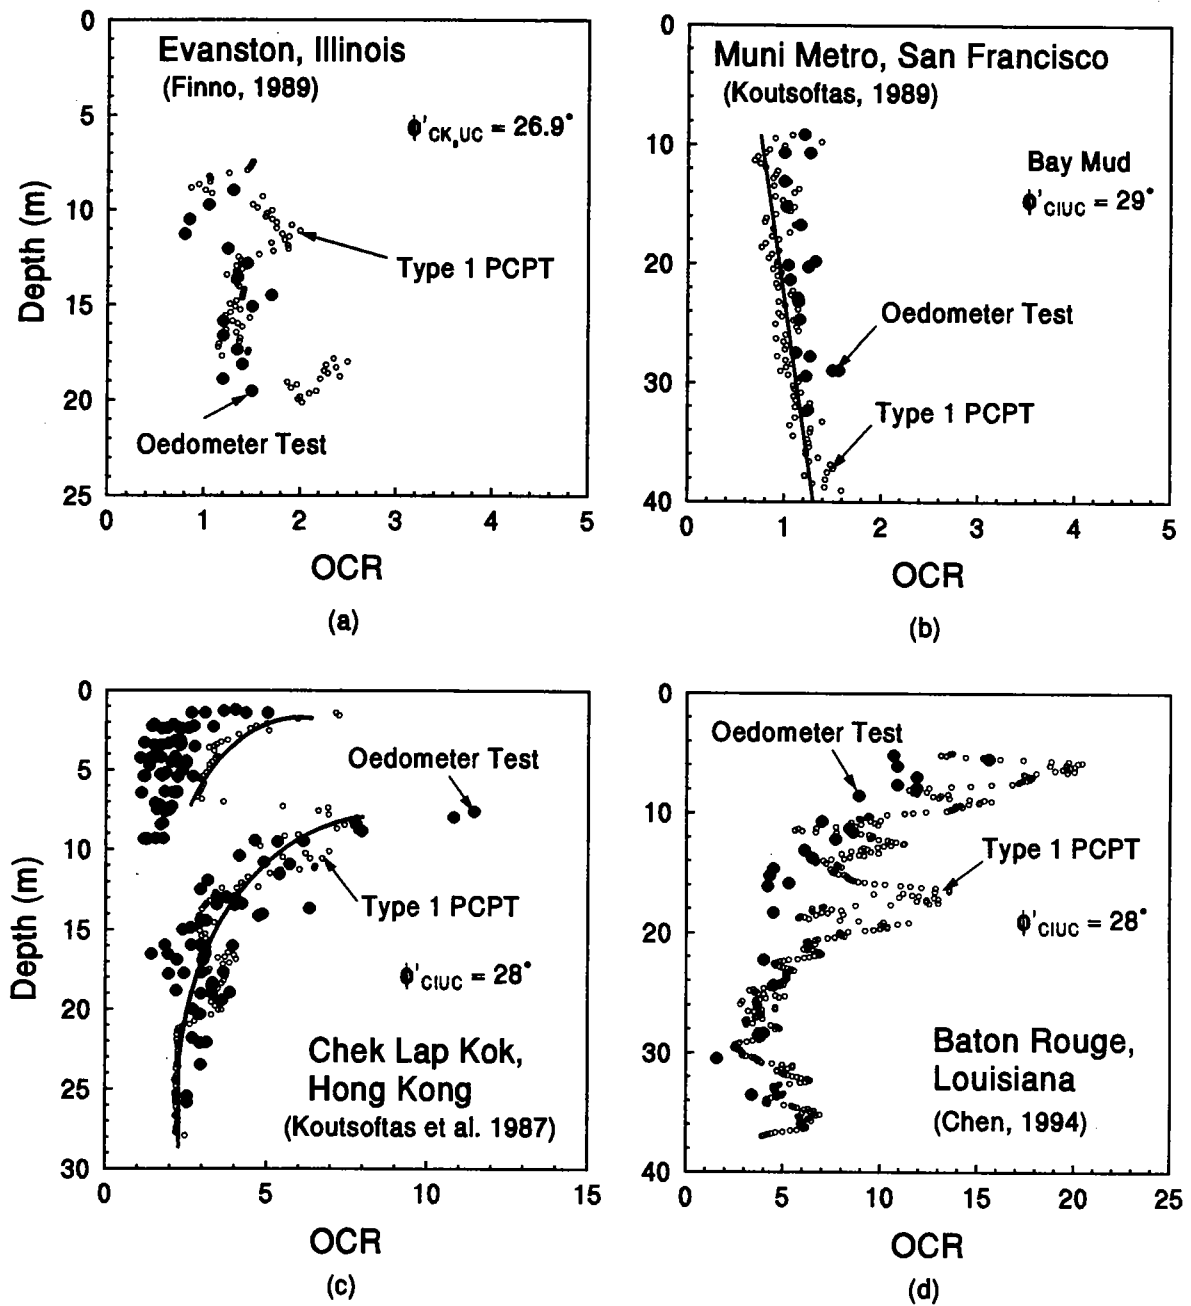 Evanston, Illinois
(Finno, 1989)
ϕ'CK₀UC = 26.9°
Type 1 PCPT
Oedometer Test
Depth (m)
0
5
10
15
20
25
0 1 2 3 4 5
OCR
(a)
Muni Metro, San Francisco
(Koutsoftas, 1989)
Bay Mud
ϕ'CIUC = 29°
Oedometer Test
Type 1 PCPT
0
10
20
30
40
0 1 2 3 4 5
OCR
(b)
Oedometer Test
Type 1 PCPT
ϕ'CIUC = 28°
Chek Lap Kok,
Hong Kong
(Koutsoftas et al. 1987)
Depth (m)
0
5
10
15
20
25
30
0 5 10 15
OCR
(c)
Oedometer Test
Type 1 PCPT
ϕ'CIUC = 28°
Baton Rouge,
Louisiana
(Chen, 1994)
0
10
20
30
40
0 5 10 15 20 25
OCR
(d)